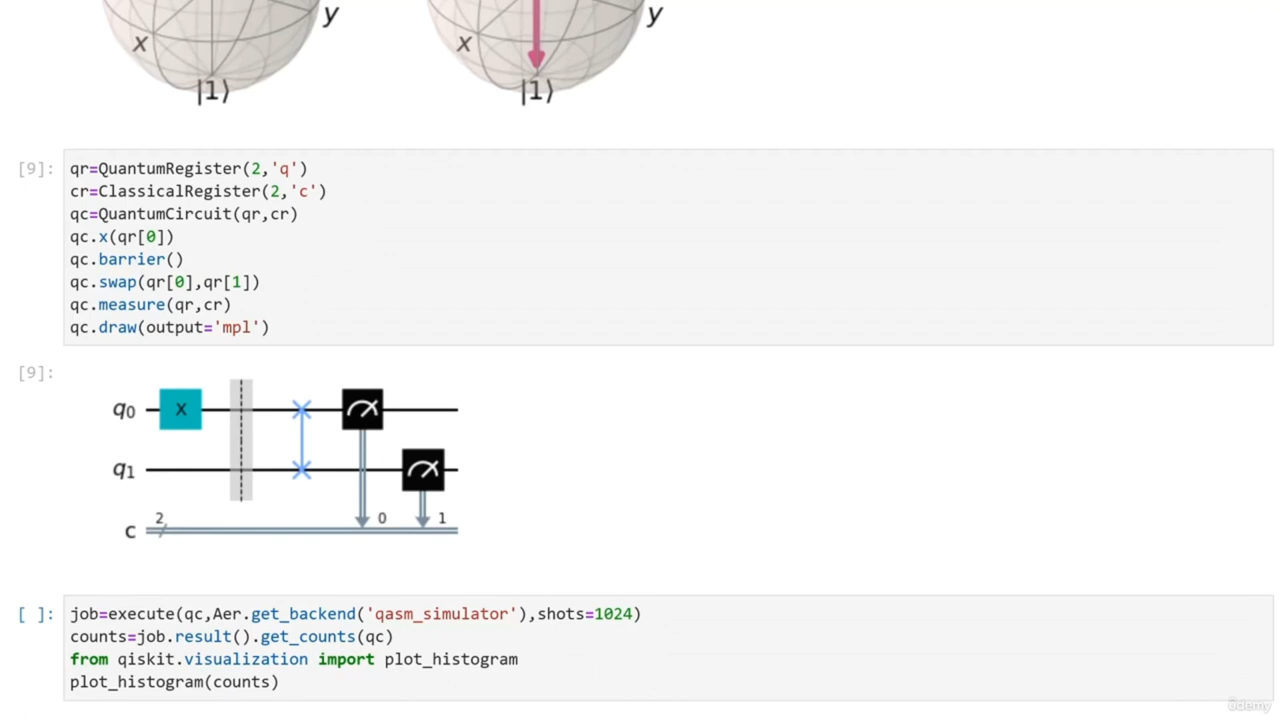 y y
x x
|1⟩ |1⟩
[9]: qr=QuantumRegister(2,'q')
cr=ClassicalRegister(2,'c')
qc=QuantumCircuit(qr,cr)
qc.x(qr[0])
qc.barrier()
qc.swap(qr[0],qr[1])
qc.measure(qr,cr)
qc.draw(output='mpl')
[9]:
q0 X
q1
2 0 1
c
[ ]: job=execute(qc,Aer.get_backend('qasm_simulator'),shots=1024)
counts=job.result().get_counts(qc)
from qiskit.visualization import plot_histogram
plot_histogram(counts)
ûdemy